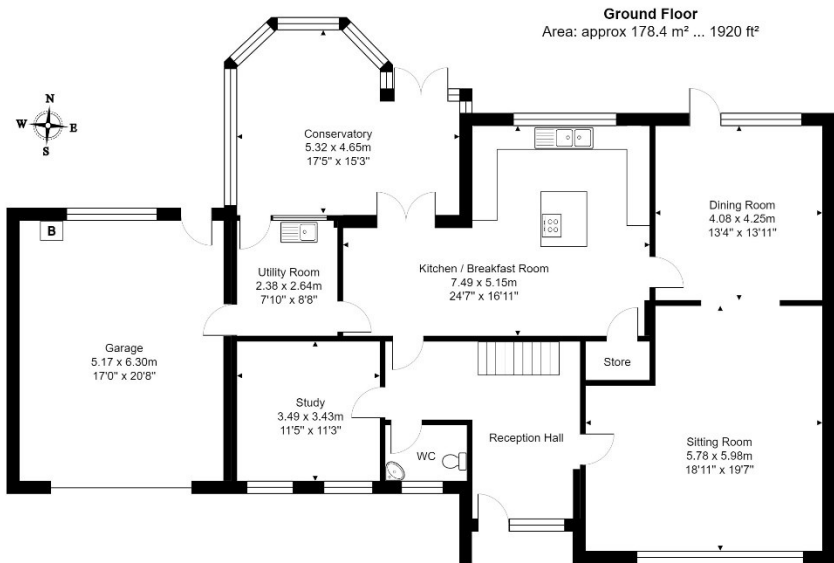 Ground Floor
Area: approx 178.4 m² ... 1920 ft²
N
W E
S
Conservatory
5.32 x 4.65m
17'5" x 15'3"
B
Dining Room
4.08 x 4.25m
13'4" x 13'11"
Utility Room
2.38 x 2.64m
7'10" x 8'8"
Kitchen / Breakfast Room
7.49 x 5.15m
24'7" x 16'11"
Garage
5.17 x 6.30m
17'0" x 20'8"
Store
Study
3.49 x 3.43m
11'5" x 11'3"
WC
Reception Hall
Sitting Room
5.78 x 5.98m
18'11" x 19'7"